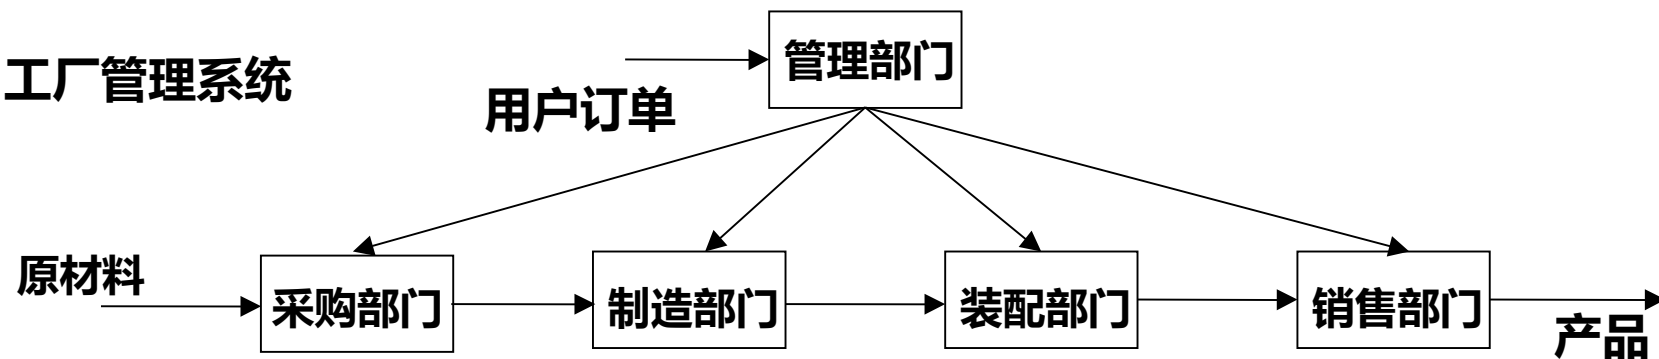 工厂管理系统
用户订单
管理部门
原材料
采购部门
制造部门
装配部门
销售部门
产品